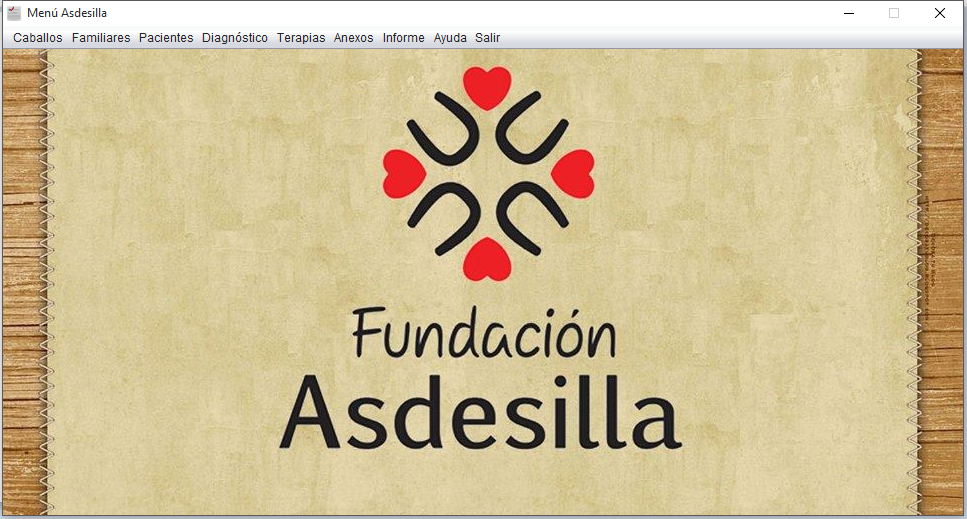 Menú Asdesilla
Caballos Familiares Pacientes Diagnóstico Terapias Anexos Informe Ayuda Salir
Fundación
Asdesilla